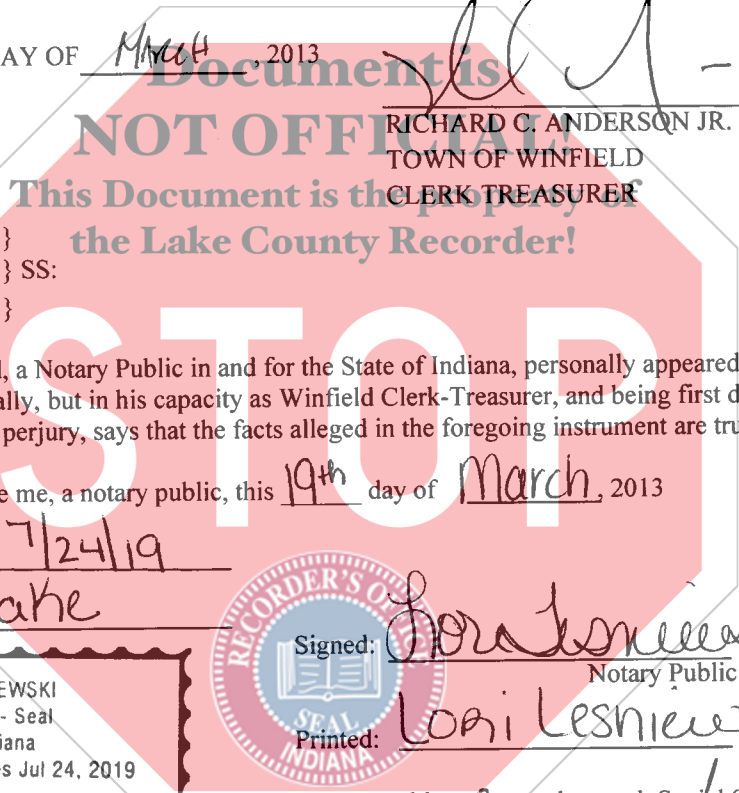 AY OF March, 2013
Document is
NOT OFFICIAL!
RICHARD C. ANDERSON JR.
TOWN OF WINFIELD
This Document is the property of
CLERK TREASURER
the Lake County Recorder!
}
} SS:
}
STOP
, a Notary Public in and for the State of Indiana, personally appeared
ally, but in his capacity as Winfield Clerk-Treasurer, and being first d
perjury, says that the facts alleged in the foregoing instrument are tru
e me, a notary public, this 19th day of March, 2013
7/24/19
ake
RECORDER'S OFFICE
SEAL
INDIANA
Signed: Lori Lesniew
Notary Public
Printed: Lori Lesniew
EWSKI
- Seal
iana
s Jul 24, 2019